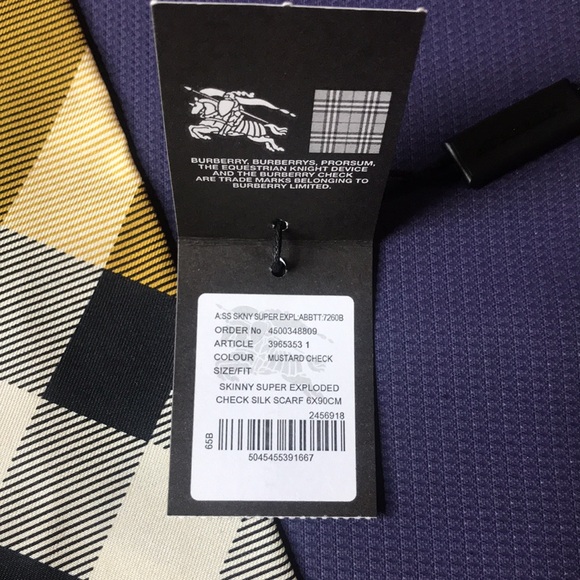 BURBERRY, BURBERRYS, PRORSUM,
THE EQUESTRIAN KNIGHT DEVICE
AND THE BURBERRY CHECK
ARE TRADE MARKS BELONGING TO
BURBERRY LIMITED.
A:SS SKNY SUPER EXPL:ABBTT:7260B
ORDER No 4500348809
ARTICLE 3965353 1
COLOUR MUSTARD CHECK
SIZE/FIT
SKINNY SUPER EXPLODED
CHECK SILK SCARF 6X90CM
2456918
65B
5045455391667